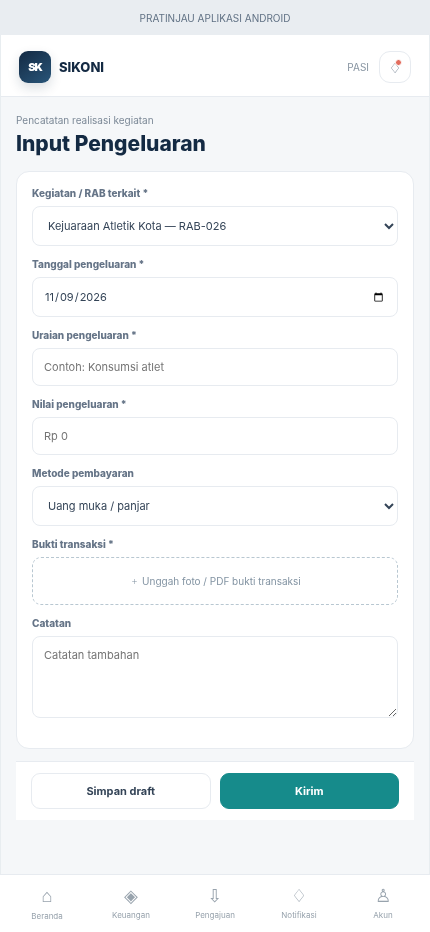 PRATINJAU APLIKASI ANDROID
SK SIKONI PASI
Pencatatan realisasi kegiatan
Input Pengeluaran
Kegiatan / RAB terkait *
Kejuaraan Atletik Kota — RAB-026
Tanggal pengeluaran *
11/09/2026
Uraian pengeluaran *
Contoh: Konsumsi atlet
Nilai pengeluaran *
Rp 0
Metode pembayaran
Uang muka / panjar
Bukti transaksi *
+ Unggah foto / PDF bukti transaksi
Catatan
Catatan tambahan
Simpan draft Kirim
Beranda Keuangan Pengajuan Notifikasi Akun